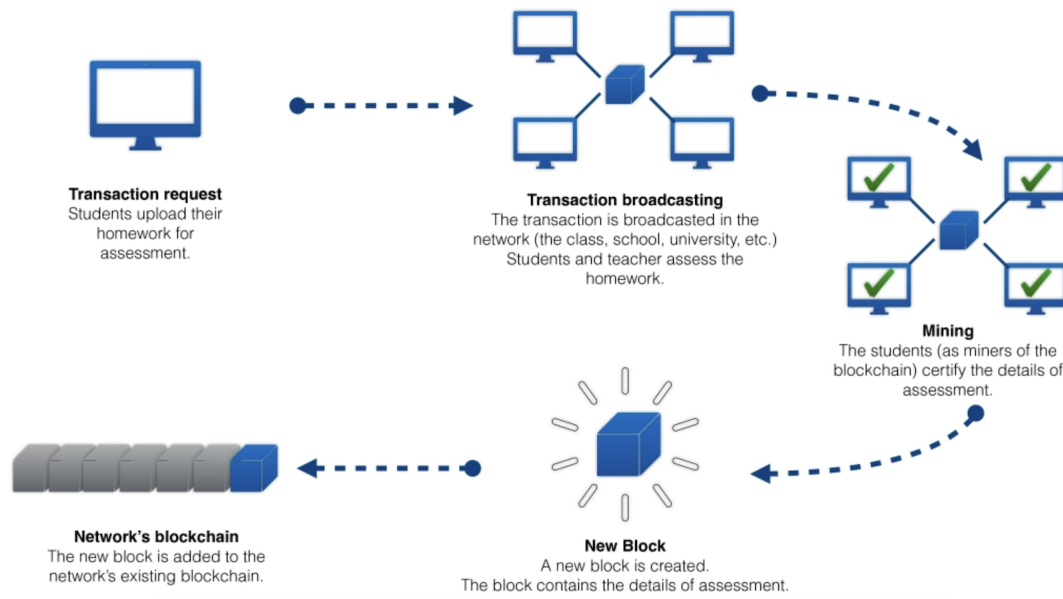 Transaction request
Students upload their
homework for
assessment.
Transaction broadcasting
The transaction is broadcasted in the
network (the class, school, university, etc.)
Students and teacher assess the
homework.
Mining
The students (as miners of the
blockchain) certify the details of
assessment.
New Block
A new block is created.
The block contains the details of assessment.
Network's blockchain
The new block is added to the
network's existing blockchain.